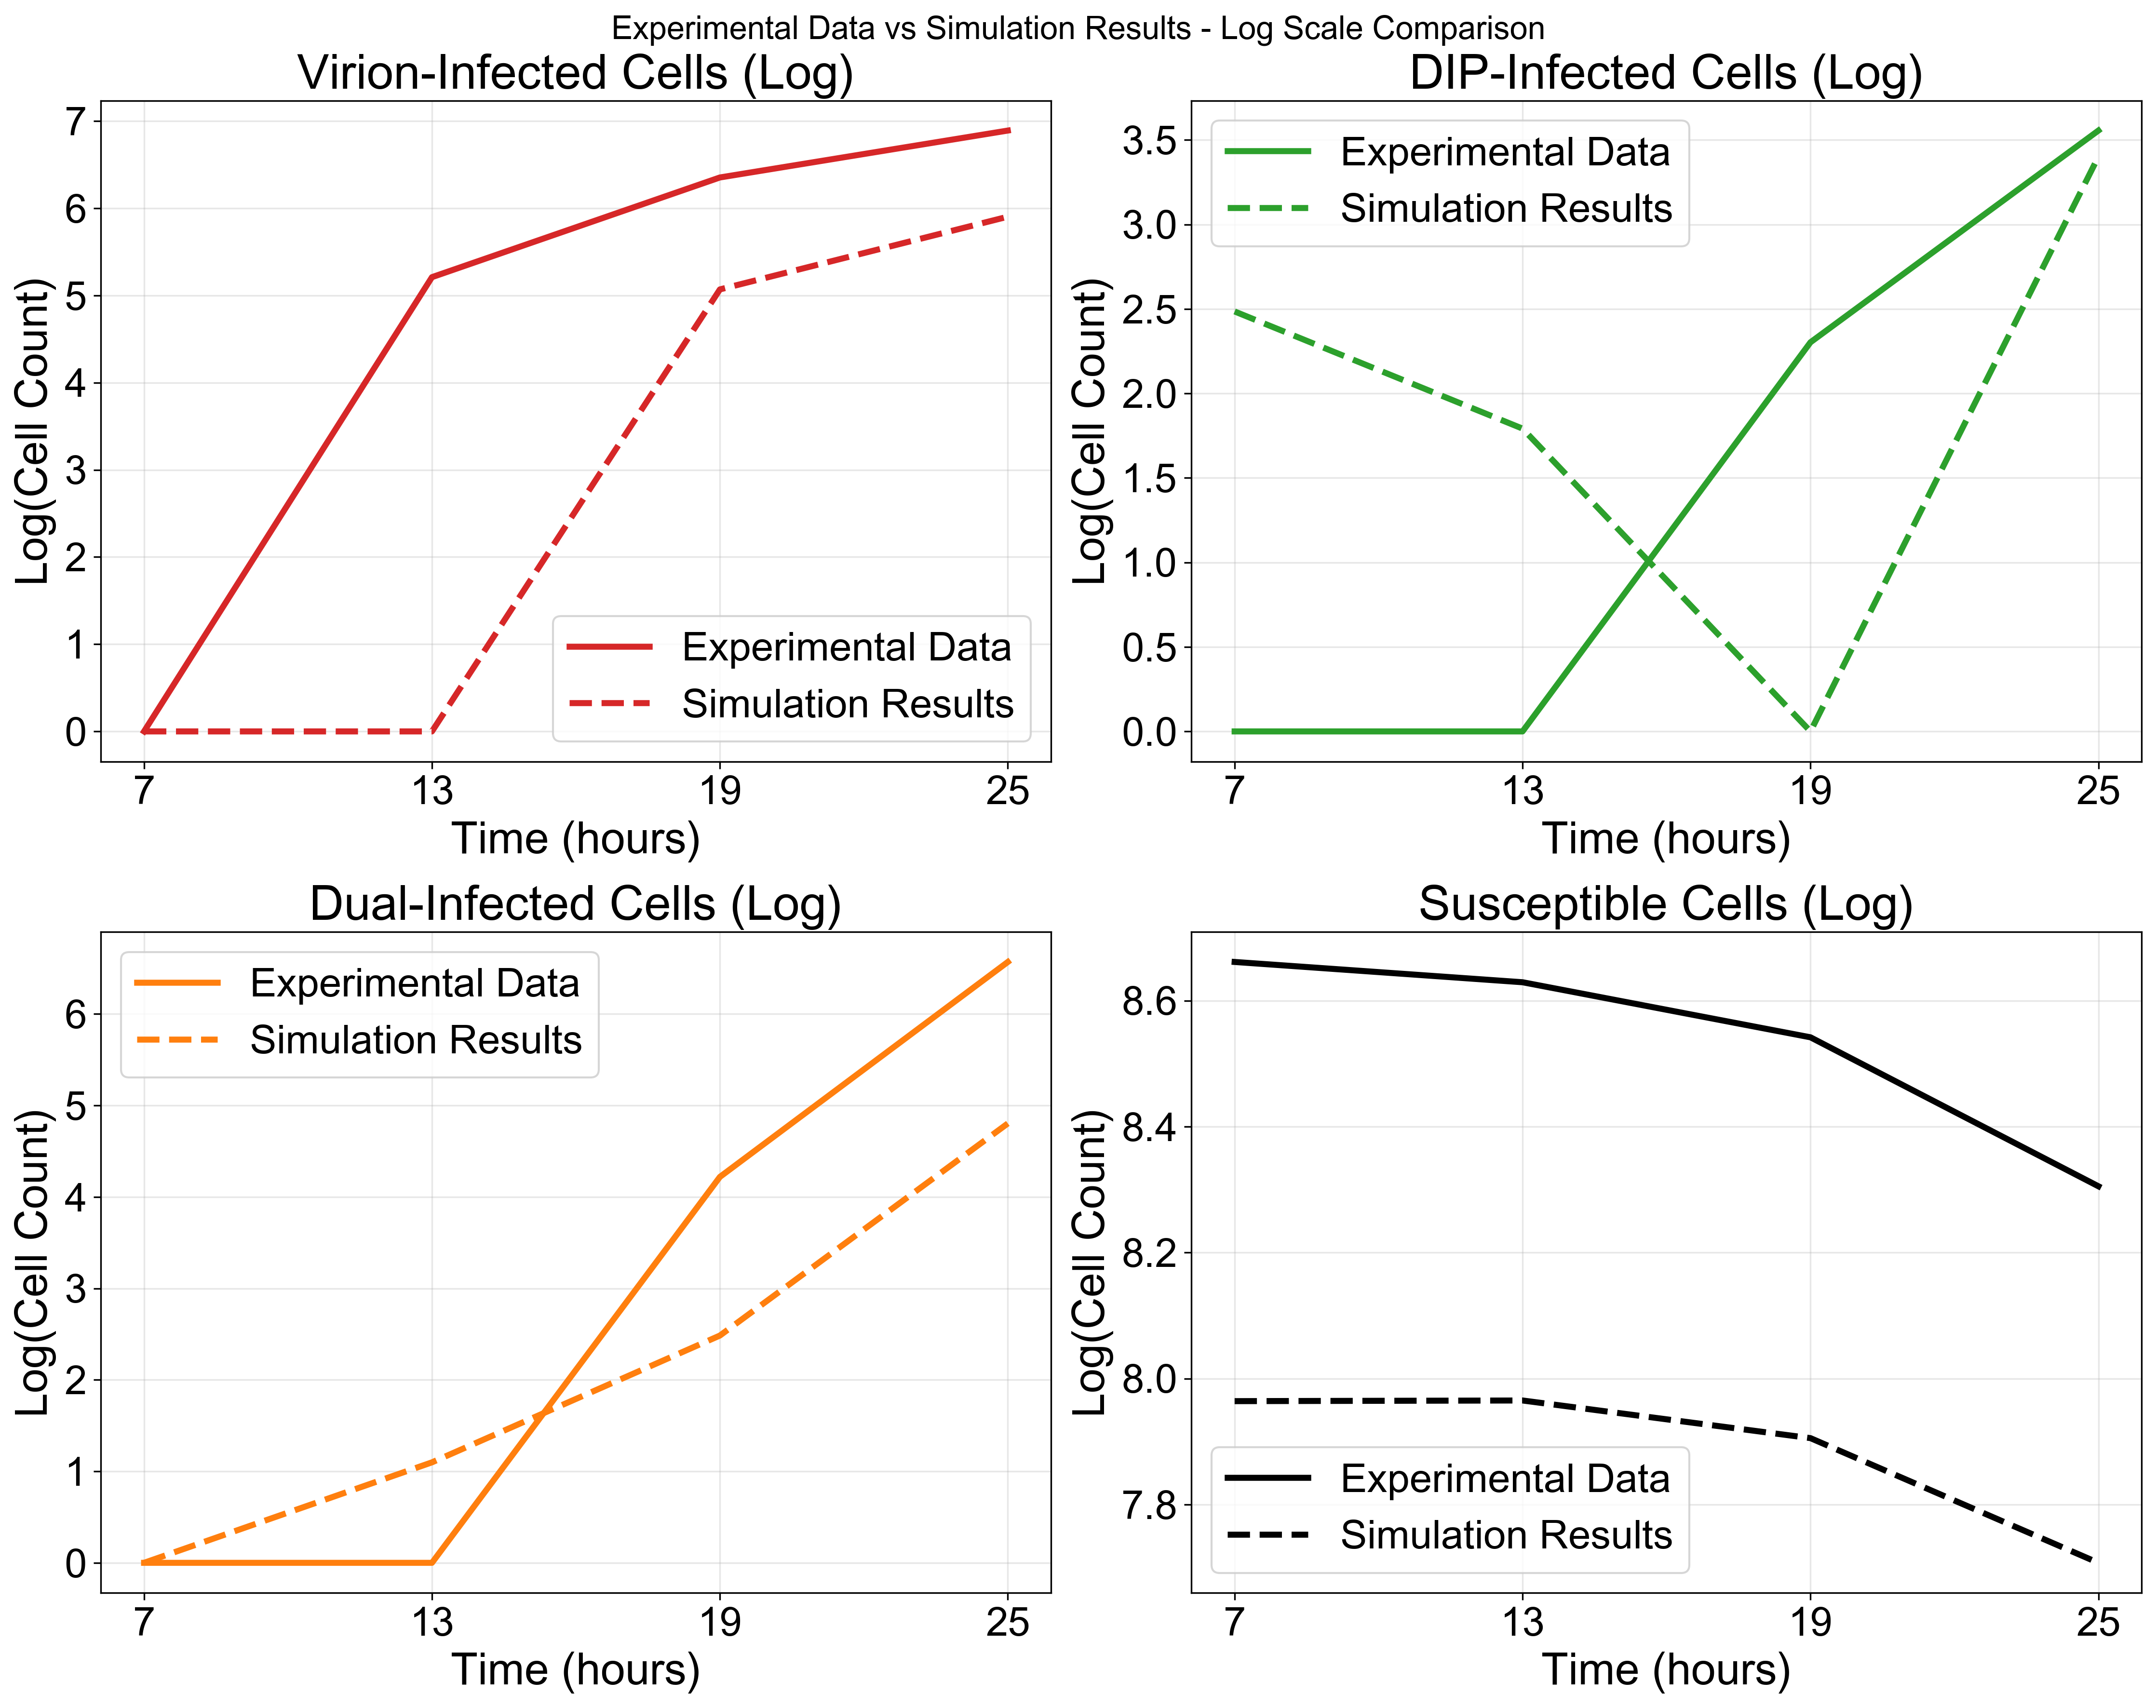 Experimental Data vs Simulation Results - Log Scale Comparison
Virion-Infected Cells (Log)
Log(Cell Count)
7
6
5
4
3
2
1
0
Experimental Data
Simulation Results
7 13 19 25
Time (hours)
DIP-Infected Cells (Log)
Log(Cell Count)
3.5
3.0
2.5
2.0
1.5
1.0
0.5
0.0
Experimental Data
Simulation Results
7 13 19 25
Time (hours)
Dual-Infected Cells (Log)
Log(Cell Count)
6
5
4
3
2
1
0
Experimental Data
Simulation Results
7 13 19 25
Time (hours)
Susceptible Cells (Log)
Log(Cell Count)
8.6
8.4
8.2
8.0
7.8
Experimental Data
Simulation Results
7 13 19 25
Time (hours)